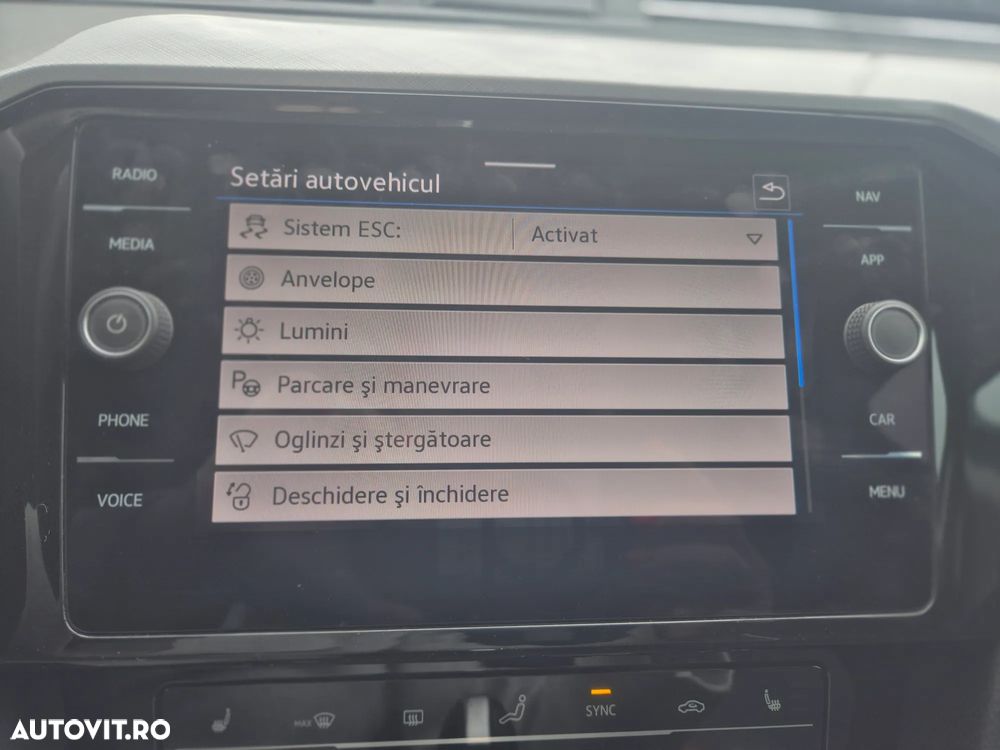 RADIO
MEDIA
PHONE
VOICE
Setări autovehicul
Sistem ESC: Activat
Anvelope
Lumini
Parcare şi manevrare
Oglinzi şi ştergătoare
Deschidere şi închidere
NAV
APP
CAR
MENU
MAX
SYNC
AUTOVIT.RO